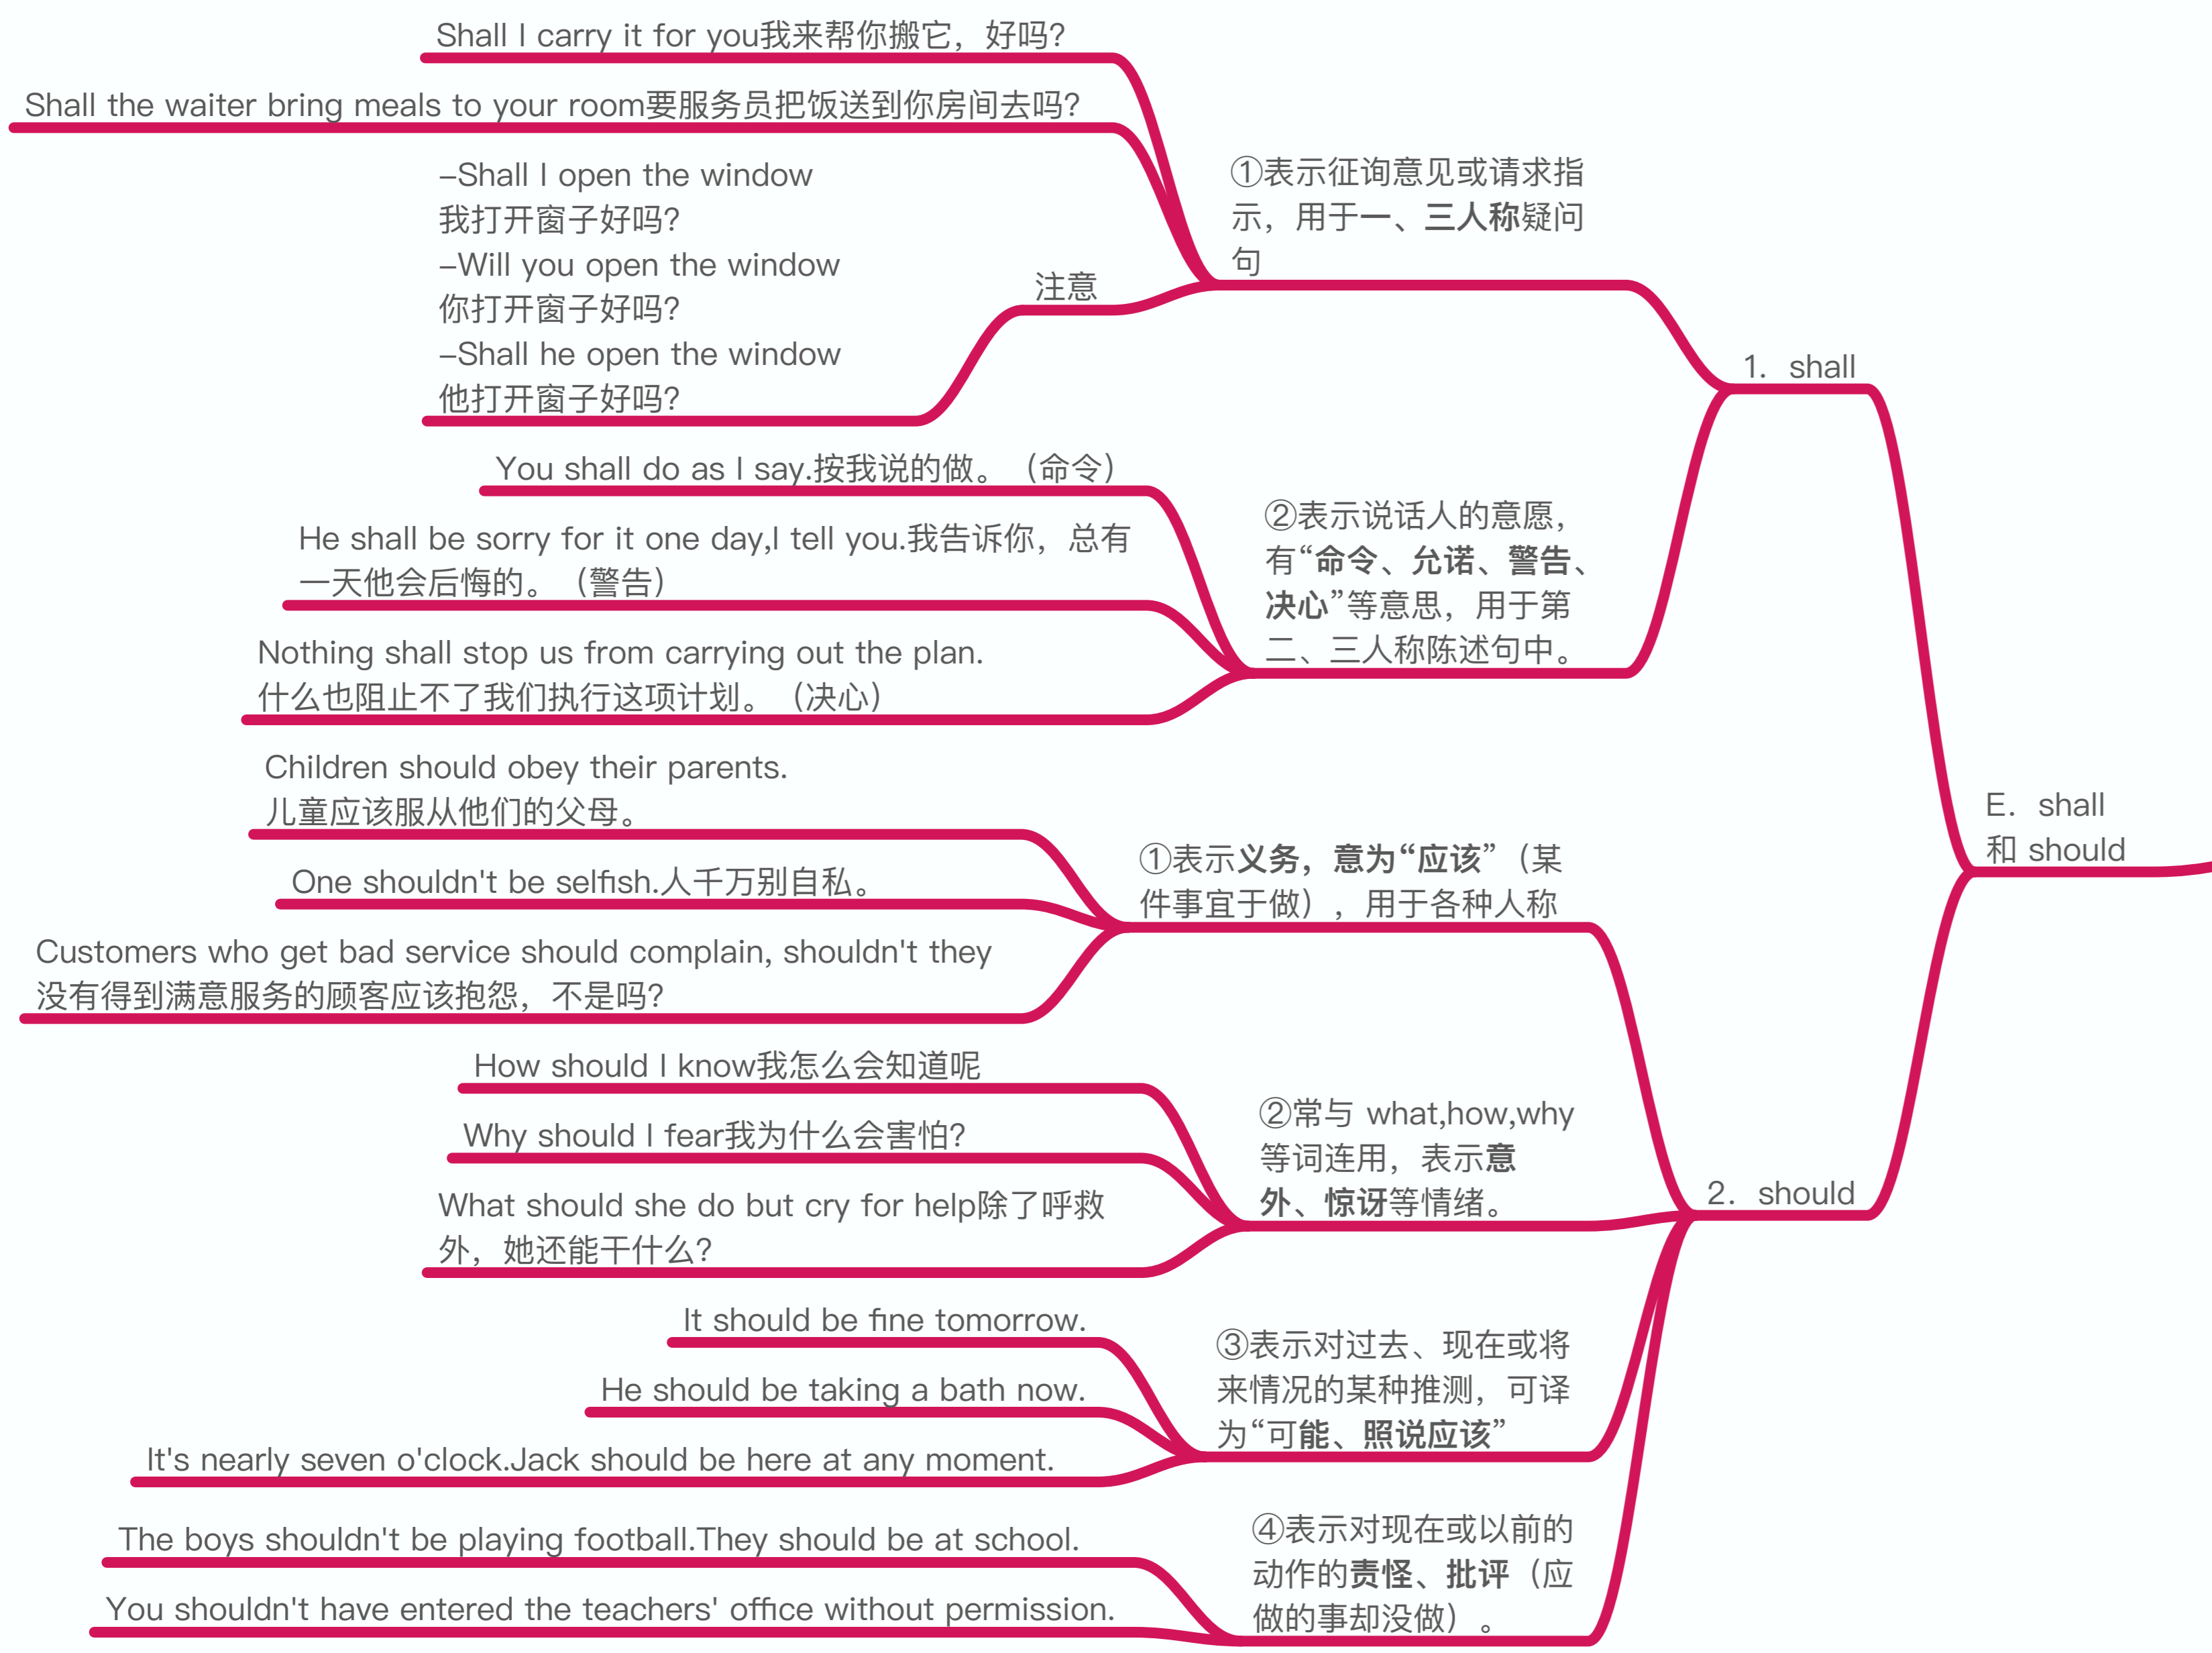 E. shall
和 should
1. shall
①表示征询意见或请求指
示，用于一、三人称疑问
句
Shall I carry it for you我来帮你搬它，好吗?
Shall the waiter bring meals to your room要服务员把饭送到你房间去吗?
注意
–Shall I open the window
我打开窗子好吗?
–Will you open the window
你打开窗子好吗?
–Shall he open the window
他打开窗子好吗?
②表示说话人的意愿，
有“命令、允诺、警告、
决心”等意思，用于第
二、三人称陈述句中。
You shall do as I say.按我说的做。（命令）
He shall be sorry for it one day,I tell you.我告诉你，总有
一天他会后悔的。（警告）
Nothing shall stop us from carrying out the plan.
什么也阻止不了我们执行这项计划。（决心）
2. should
①表示义务，意为“应该”（某
件事宜于做），用于各种人称
Children should obey their parents.
儿童应该服从他们的父母。
One shouldn't be selfish.人千万别自私。
Customers who get bad service should complain, shouldn't they
没有得到满意服务的顾客应该抱怨，不是吗?
②常与 what,how,why
等词连用，表示意
外、惊讶等情绪。
How should I know我怎么会知道呢
Why should I fear我为什么会害怕?
What should she do but cry for help除了呼救
外，她还能干什么?
③表示对过去、现在或将
来情况的某种推测，可译
为“可能、照说应该”
It should be fine tomorrow.
He should be taking a bath now.
It's nearly seven o'clock.Jack should be here at any moment.
④表示对现在或以前的
动作的责怪、批评（应
做的事却没做）。
The boys shouldn't be playing football.They should be at school.
You shouldn't have entered the teachers' office without permission.